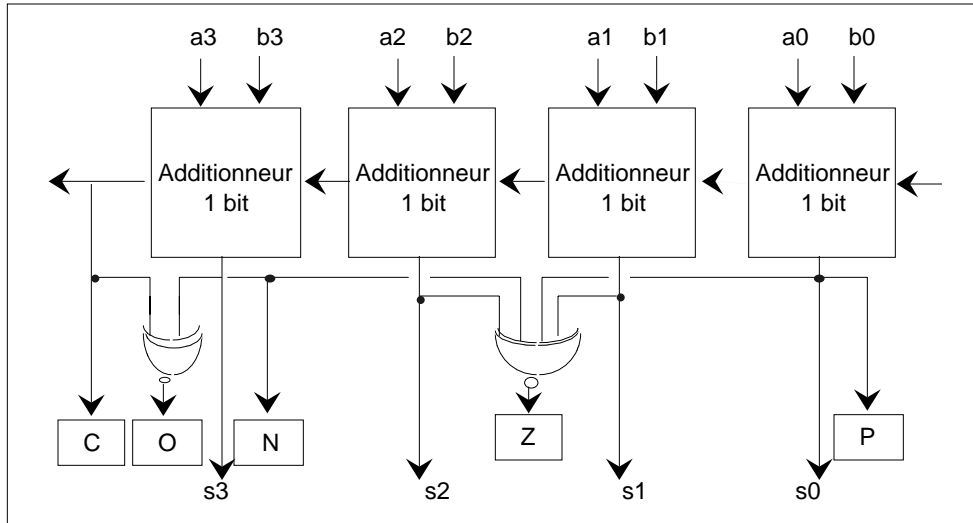 a3 b3 a2 b2 a1 b1 a0 b0
Additionneur
1 bit
Additionneur
1 bit
Additionneur
1 bit
Additionneur
1 bit
C O N Z P
s3 s2 s1 s0